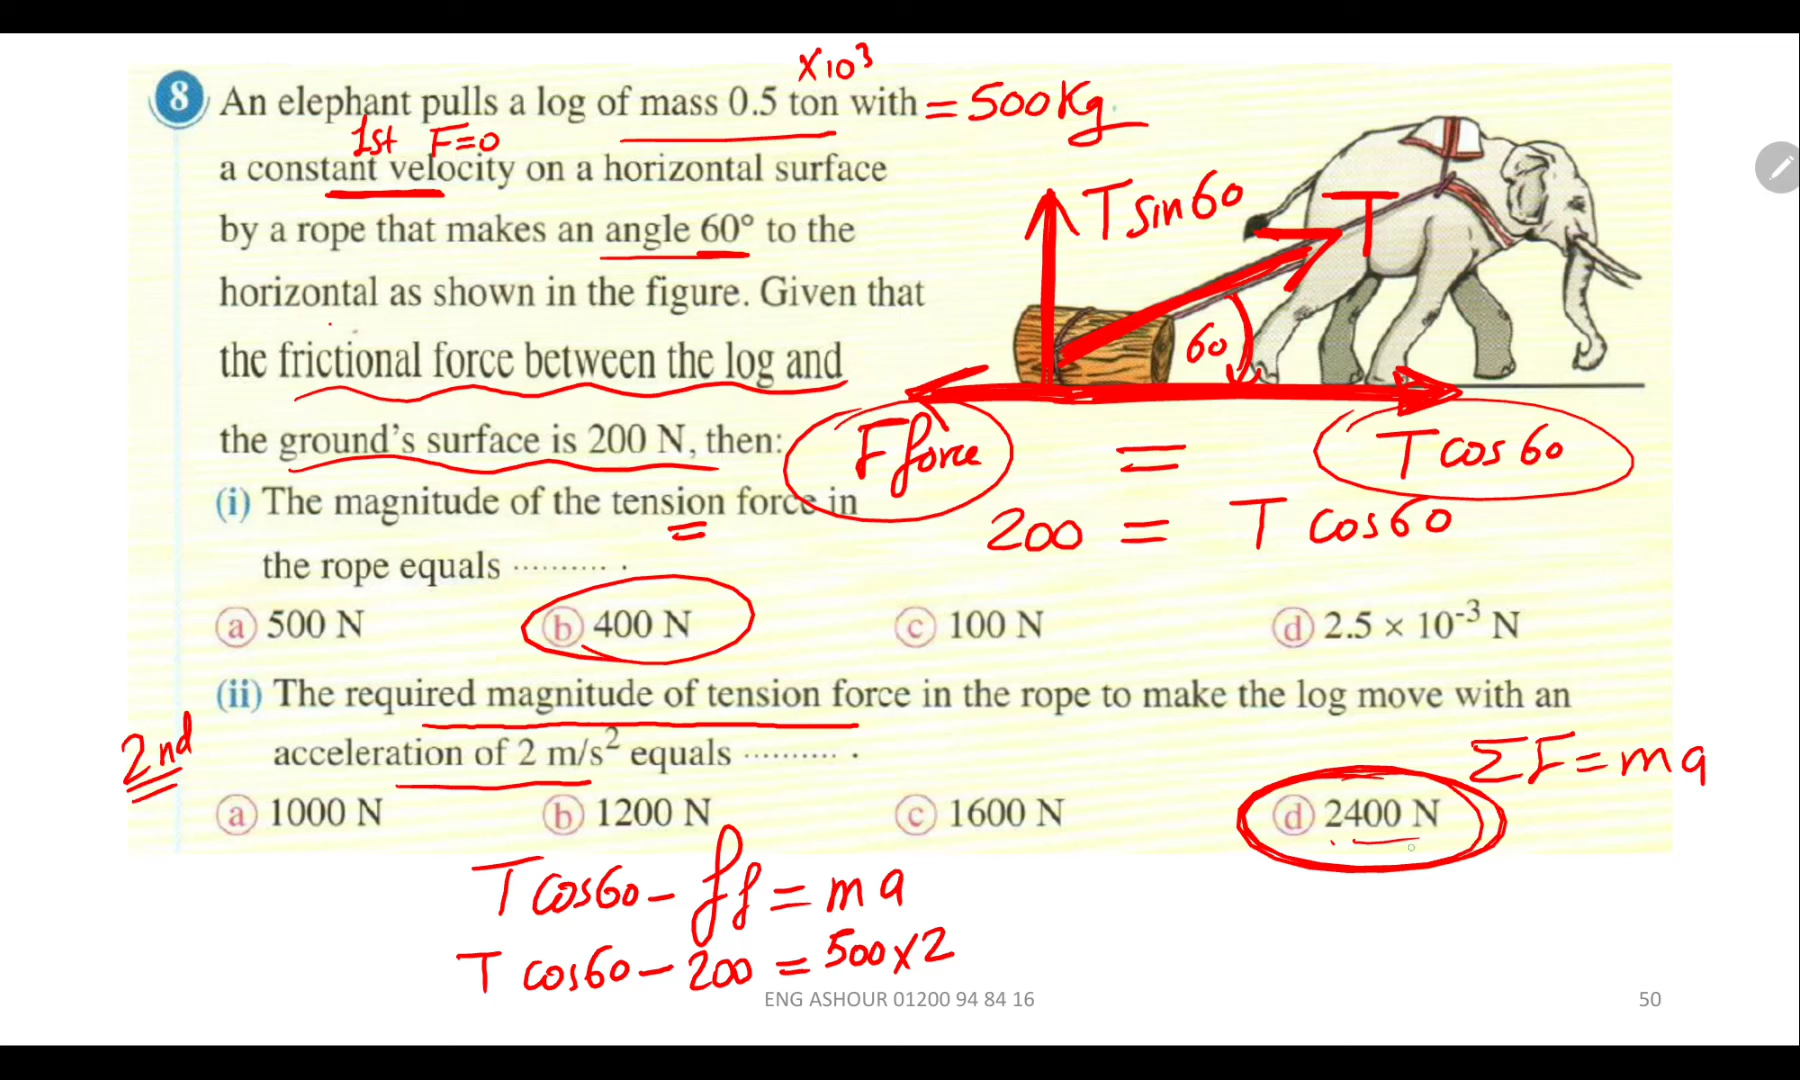 ×10³
8 An elephant pulls a log of mass 0.5 ton with = 500 Kg
1st F=0
a constant velocity on a horizontal surface
T sin 60
T
by a rope that makes an angle 60° to the
horizontal as shown in the figure. Given that
60
the frictional force between the log and
the ground's surface is 200 N, then:
F force = T cos 60
(i) The magnitude of the tension force in
200 = T cos 60
the rope equals .......... .
a 500 N b 400 N c 100 N d 2.5 × 10⁻³ N
(ii) The required magnitude of tension force in the rope to make the log move with an
2nd
acceleration of 2 m/s² equals .......... .
ΣF = ma
a 1000 N b 1200 N c 1600 N d 2400 N
T cos60 - ff = ma
T cos60 - 200 = 500×2
ENG ASHOUR 01200 94 84 16
50